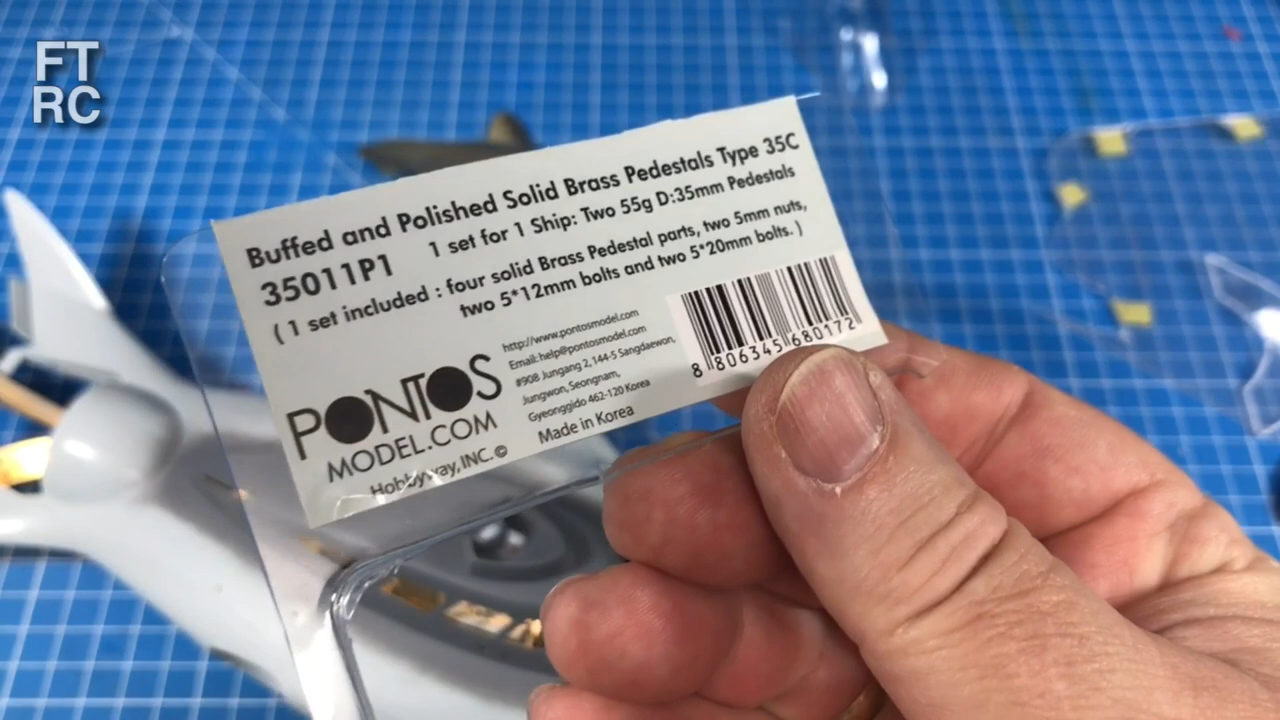 FT
RC
Buffed and Polished Solid Brass Pedestals Type 35C
35011P1
1 set for 1 Ship: Two 55g D:35mm Pedestals
( 1 set included : four solid Brass Pedestal parts, two 5mm nuts,
two 5*12mm bolts and two 5*20mm bolts. )
PONTOS
MODEL.COM
Hobbyway, INC. ©
http://www.pontosmodel.com
Email: help@pontosmodel.com
#908 Jungang 2, 144-5 Sangdaewon,
Jungwon, Seongnam,
Gyeonggido 462-120 Korea
Made in Korea
8 806345 680172